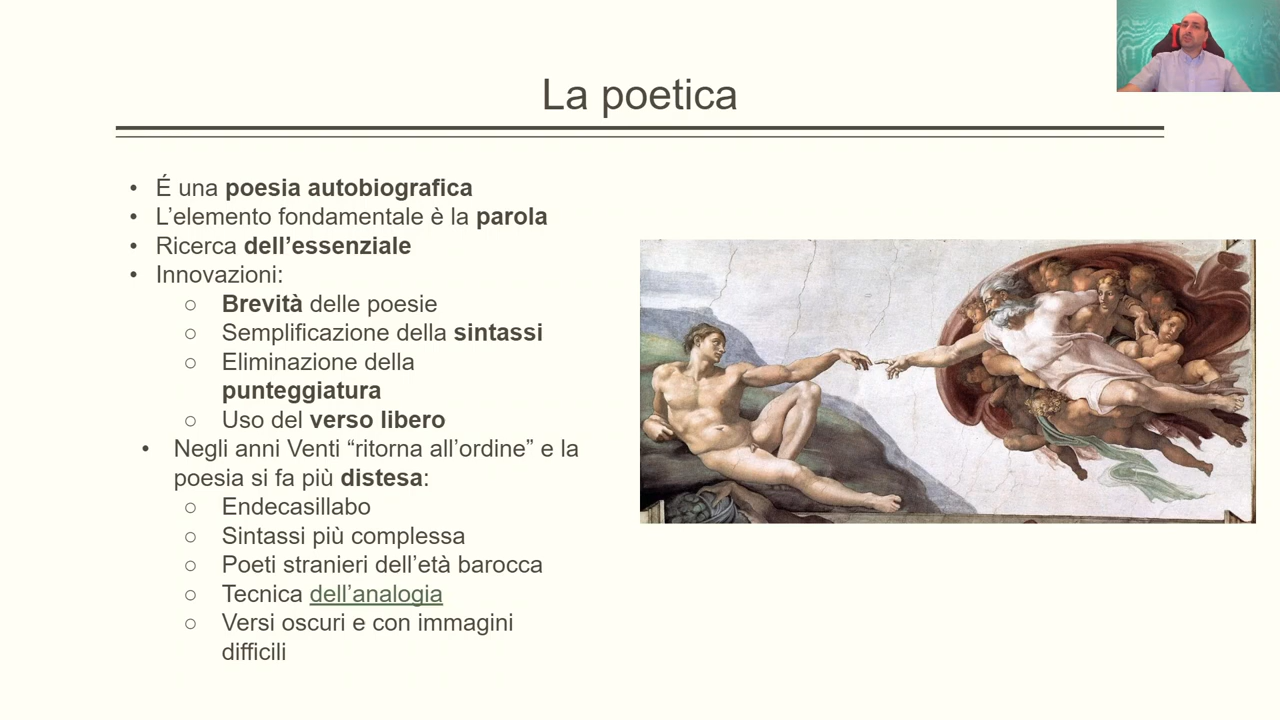 La poetica
• É una poesia autobiografica
• L’elemento fondamentale è la parola
• Ricerca dell’essenziale
• Innovazioni:
○ Brevità delle poesie
○ Semplificazione della sintassi
○ Eliminazione della
punteggiatura
○ Uso del verso libero
• Negli anni Venti “ritorna all’ordine” e la
poesia si fa più distesa:
○ Endecasillabo
○ Sintassi più complessa
○ Poeti stranieri dell’età barocca
○ Tecnica dell’analogia
○ Versi oscuri e con immagini
difficili